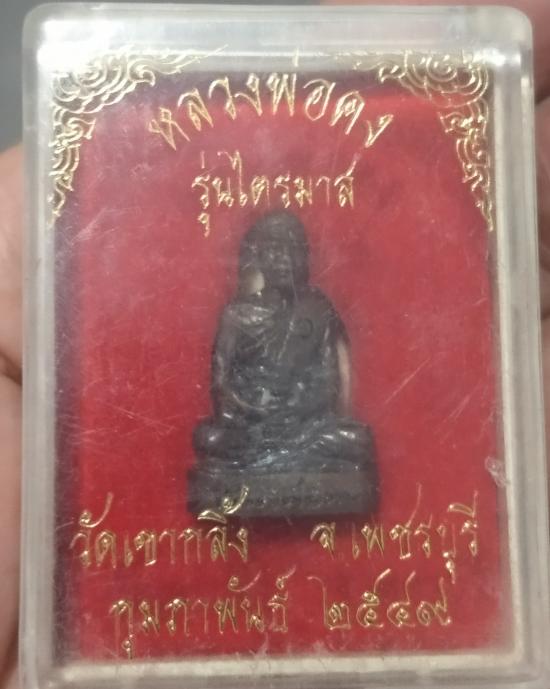 หลวงพ่อคง
รุ่นไตรมาส
วัดเขากลิ้ง จ.เพชรบุรี
กุมภาพันธ์ ๒๕๔๙